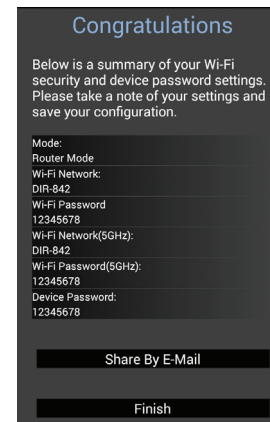 Congratulations
Below is a summary of your Wi-Fi
security and device password settings.
Please take a note of your settings and
save your configuration.
Mode:
Router Mode
Wi-Fi Network:
DIR-842
Wi-Fi Password
12345678
Wi-Fi Network(5GHz):
DIR-842
Wi-Fi Password(5GHz):
12345678
Device Password:
12345678
Share By E-Mail
Finish